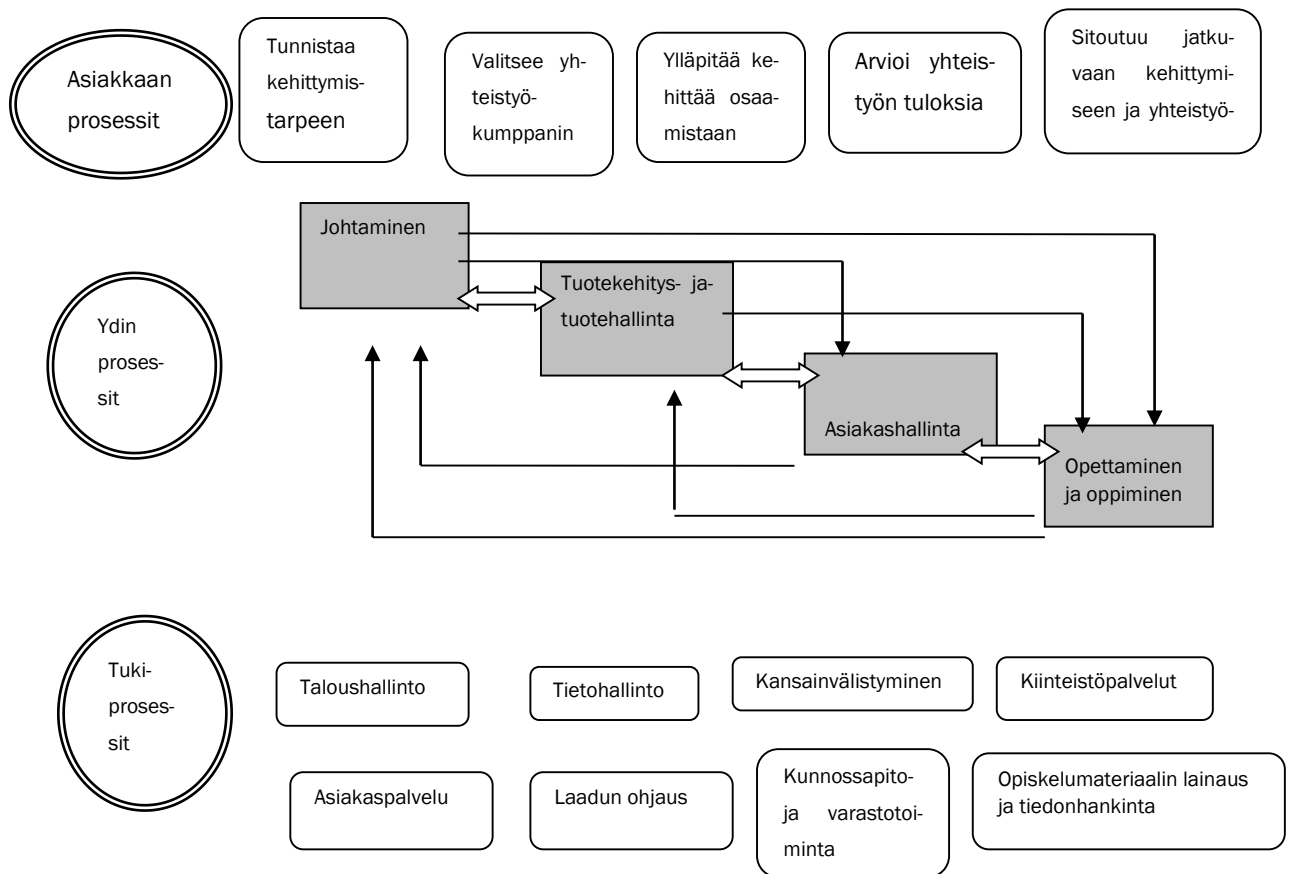 Asiakkaan
prosessit
Tunnistaa
kehittymis-
tarpeen
Valitsee yh-
teistyö-
kumppanin
Ylläpitää ke-
hittää osaa-
mistaan
Arvioi yhteis-
työn tuloksia
Sitoutuu jatku-
vaan kehittymi-
seen ja yhteistyö-
Ydin
proses-
sit
Johtaminen
Tuotekehitys- ja-
tuotehallinta
Asiakashallinta
Opettaminen
ja oppiminen
Tuki-
proses-
sit
Taloushallinto
Tietohallinto
Kansainvälistyminen
Kiinteistöpalvelut
Asiakaspalvelu
Laadun ohjaus
Kunnossapito-
ja varastotoi-
minta
Opiskelumateriaalin lainaus
ja tiedonhankinta